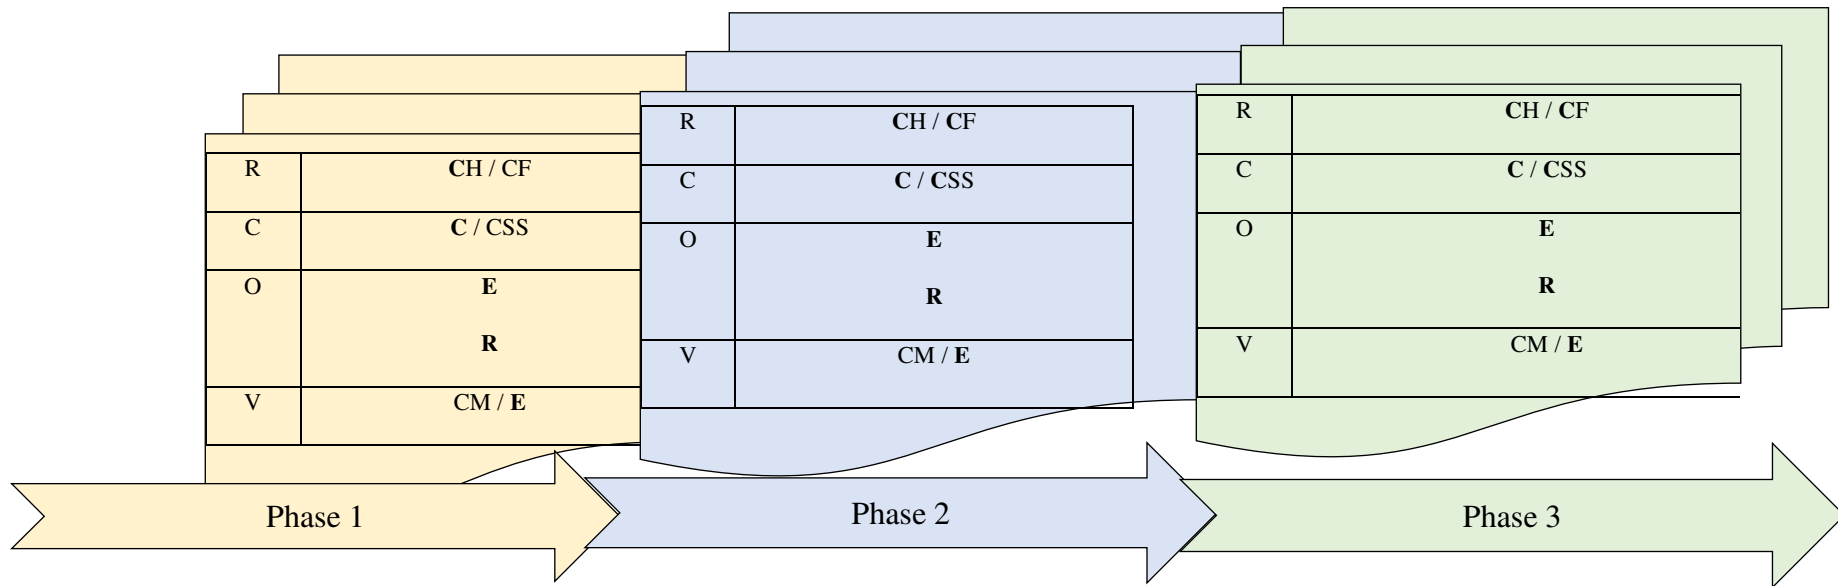 R CH / CF
C C / CSS
O E
R
V CM / E
R CH / CF
C C / CSS
O E
R
V CM / E
R CH / CF
C C / CSS
O E
R
V CM / E
Phase 1
Phase 2
Phase 3